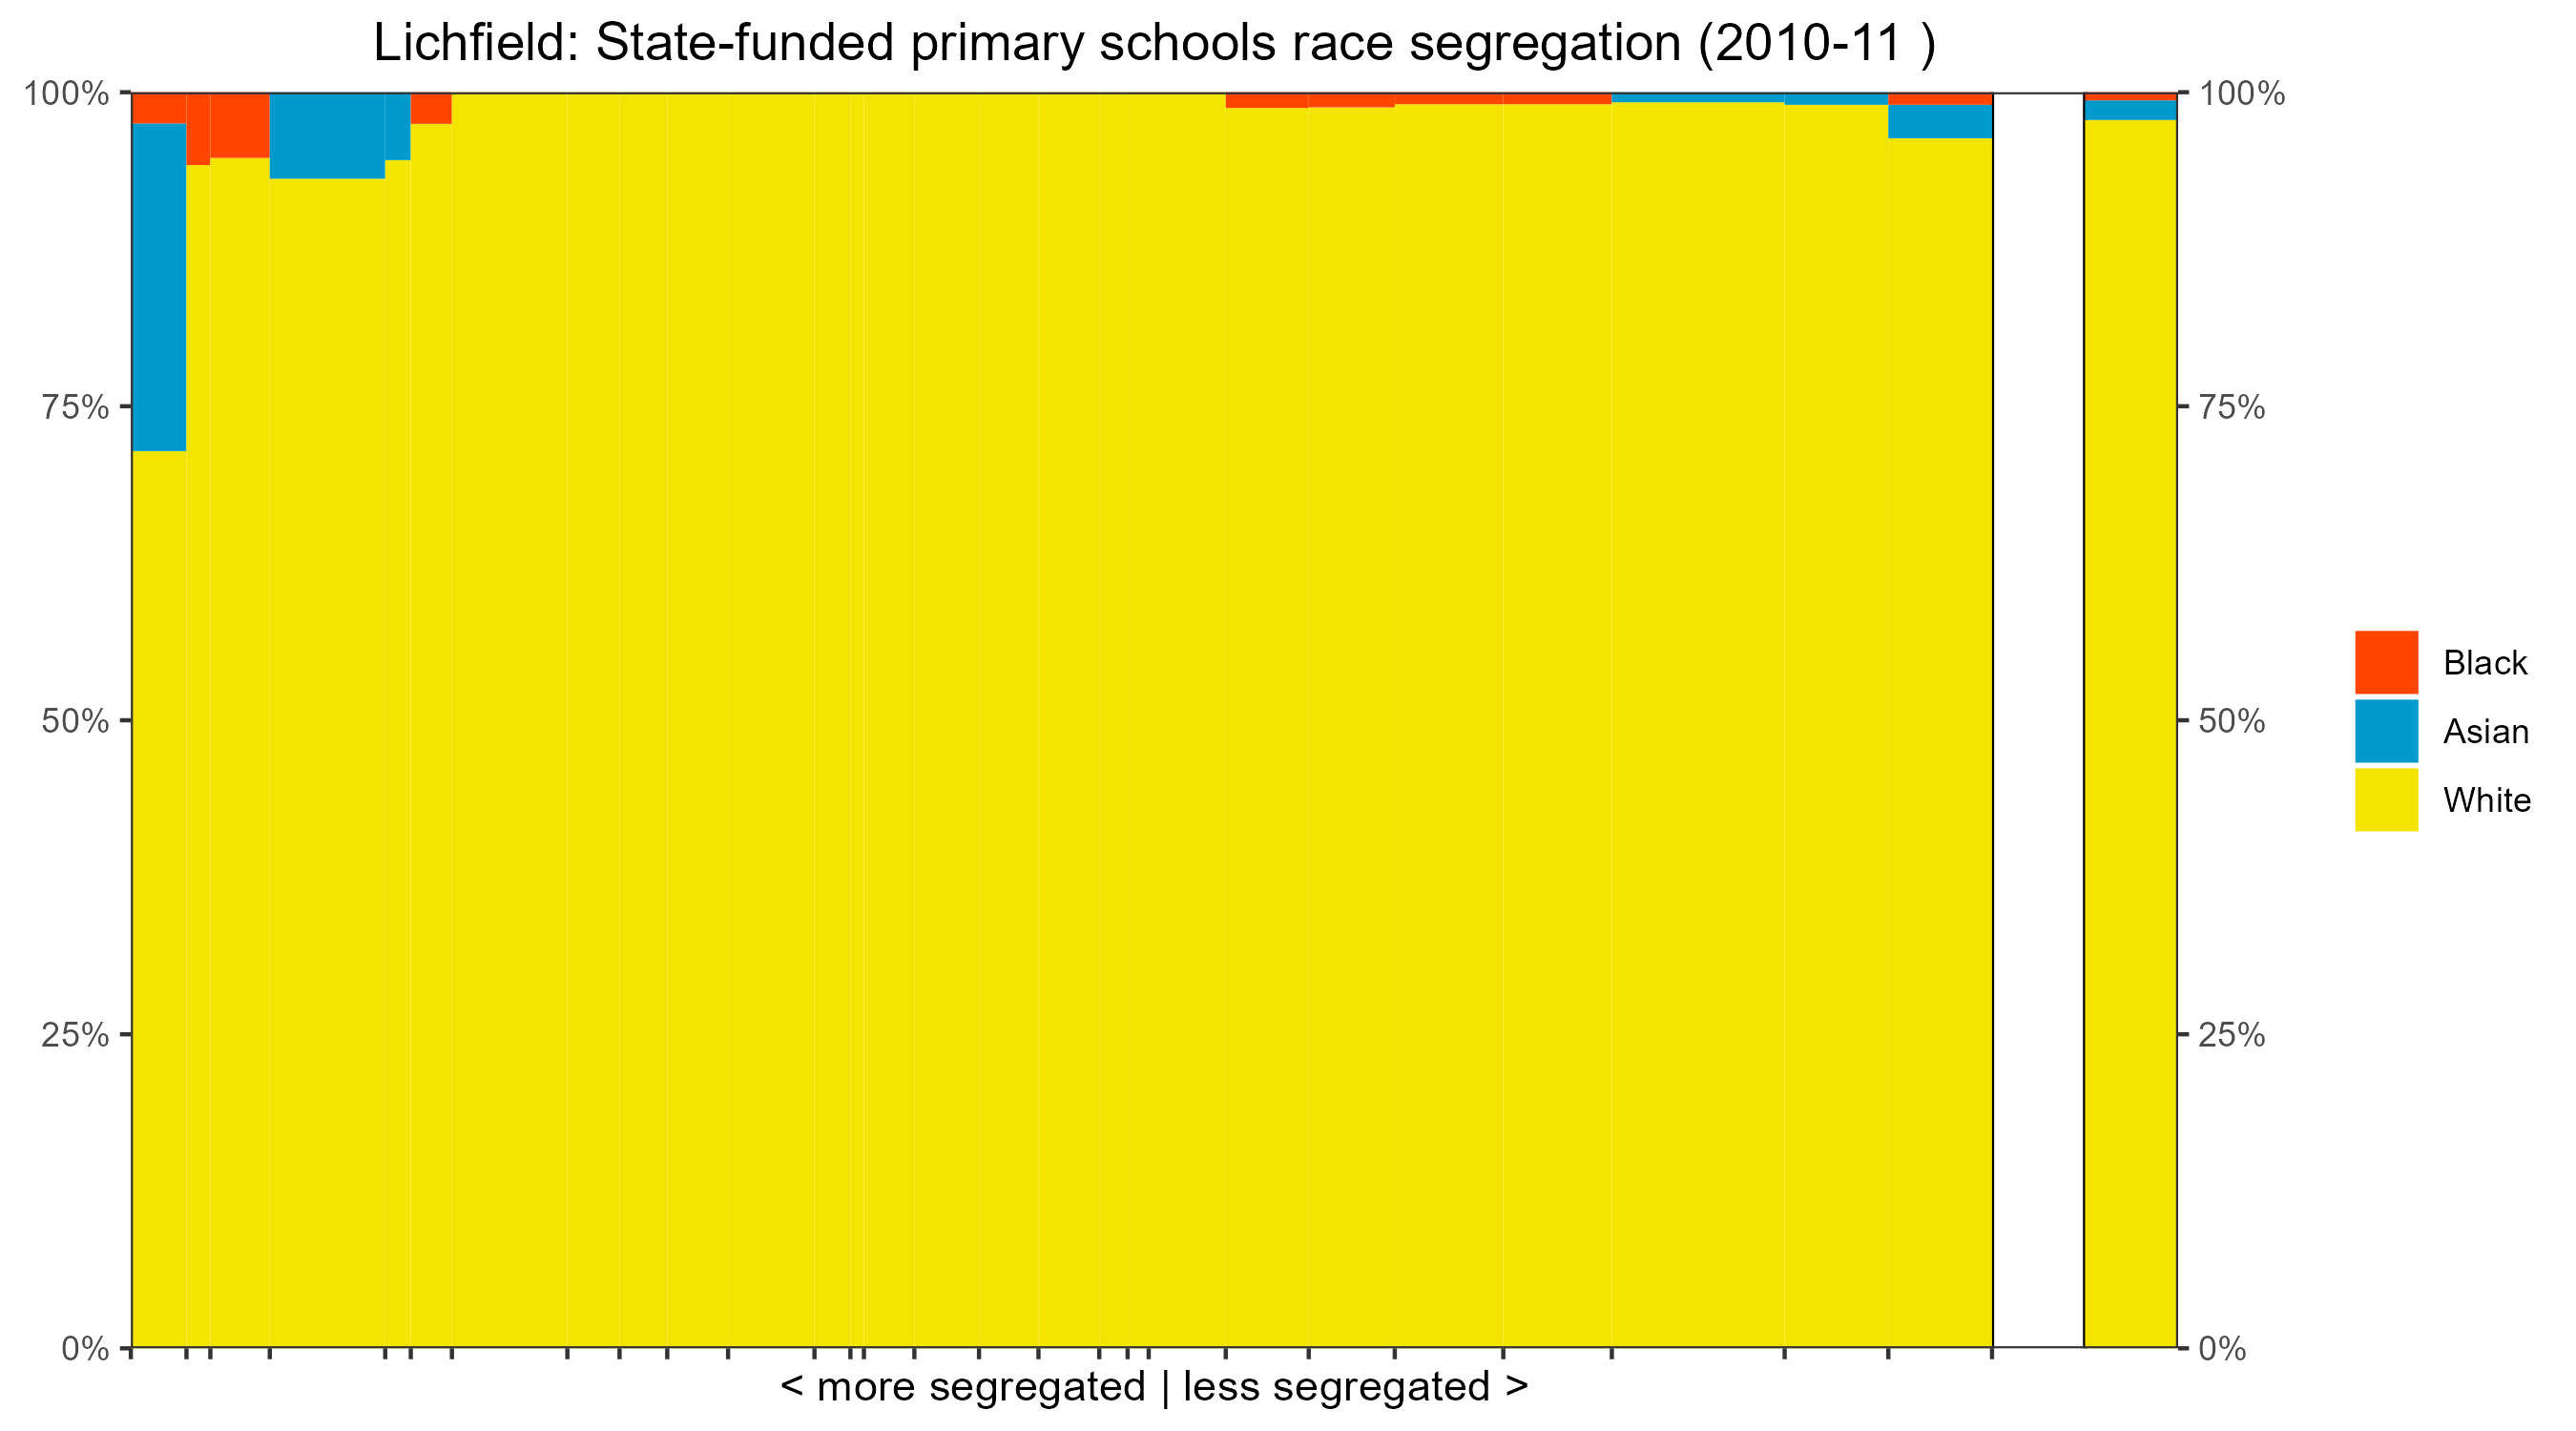 Lichfield: State-funded primary schools race segregation (2010-11 )
100%
75%
50%
25%
0%
100%
75%
50%
25%
0%
Black
Asian
White
< more segregated | less segregated >